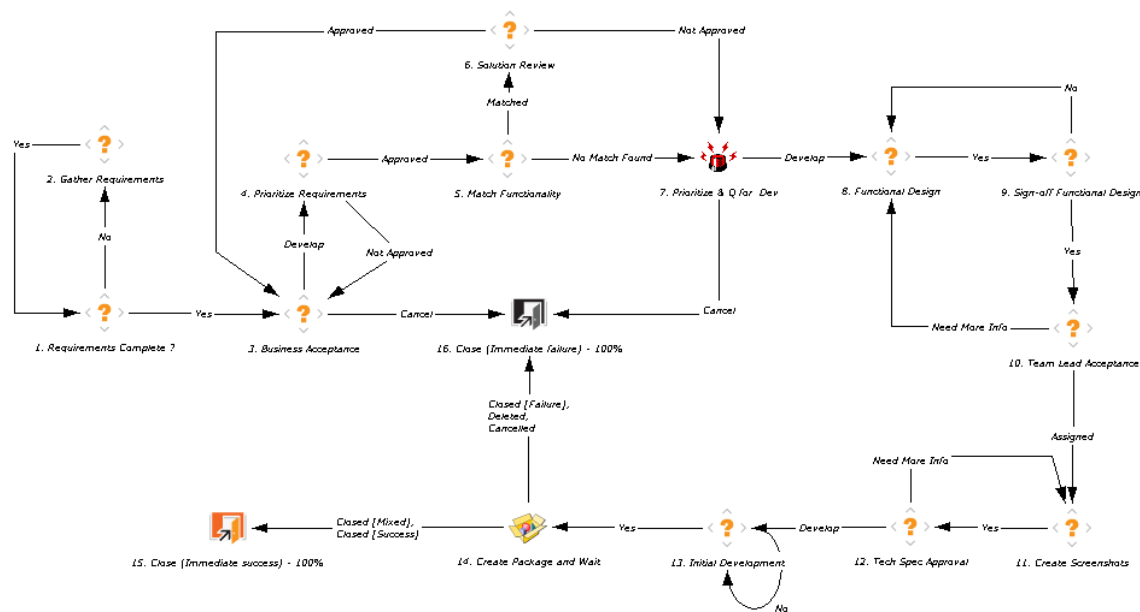 Approved
Not Approved
6. Solution Review
No
Matched
Yes
Approved
No Match Found
Develop
Yes
2. Gather Requirements
4. Prioritize Requirements
5. Match Functionality
7. Prioritize & Q for Dev
8. Functional Design
9. Sign-off Functional Design
No
Develop
Not Approved
Yes
Yes
Cancel
Cancel
Need More Info
1. Requirements Complete ?
3. Business Acceptance
16. Close (Immediate failure) - 100%
10. Team Lead Acceptance
Closed [Failure],
Deleted,
Cancelled
Assigned
Need More Info
Closed [Mixed],
Closed [Success]
Yes
Develop
Yes
15. Close (Immediate success) - 100%
14. Create Package and Wait
13. Initial Development
12. Tech Spec Approval
11. Create Screenshots
No